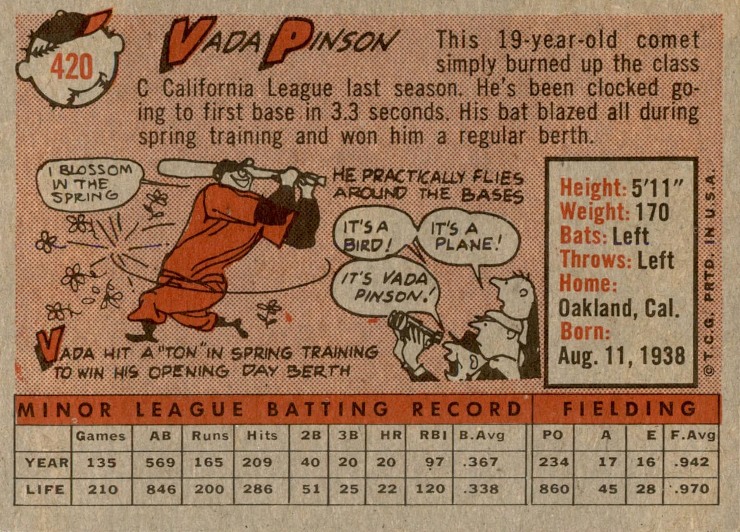 420
VADA PINSON
This 19-year-old comet
simply burned up the class
C California League last season. He's been clocked go-
ing to first base in 3.3 seconds. His bat blazed all during
spring training and won him a regular berth.
I BLOSSOM
IN THE
SPRING
HE PRACTICALLY FLIES
AROUND THE BASES
IT'S A
BIRD!
IT'S A
PLANE!
IT'S VADA
PINSON!
VADA HIT A "TON" IN SPRING TRAINING
TO WIN HIS OPENING DAY BERTH
Height: 5'11"
Weight: 170
Bats: Left
Throws: Left
Home:
Oakland, Cal.
Born:
Aug. 11, 1938
© T.C.G. PRTD. IN U.S.A.
MINOR LEAGUE BATTING RECORD FIELDING
Games AB Runs Hits 2B 3B HR RBI B.Avg PO A E F.Avg
YEAR 135 569 165 209 40 20 20 97 .367 234 17 16 .942
LIFE 210 846 200 286 51 25 22 120 .338 860 45 28 .970